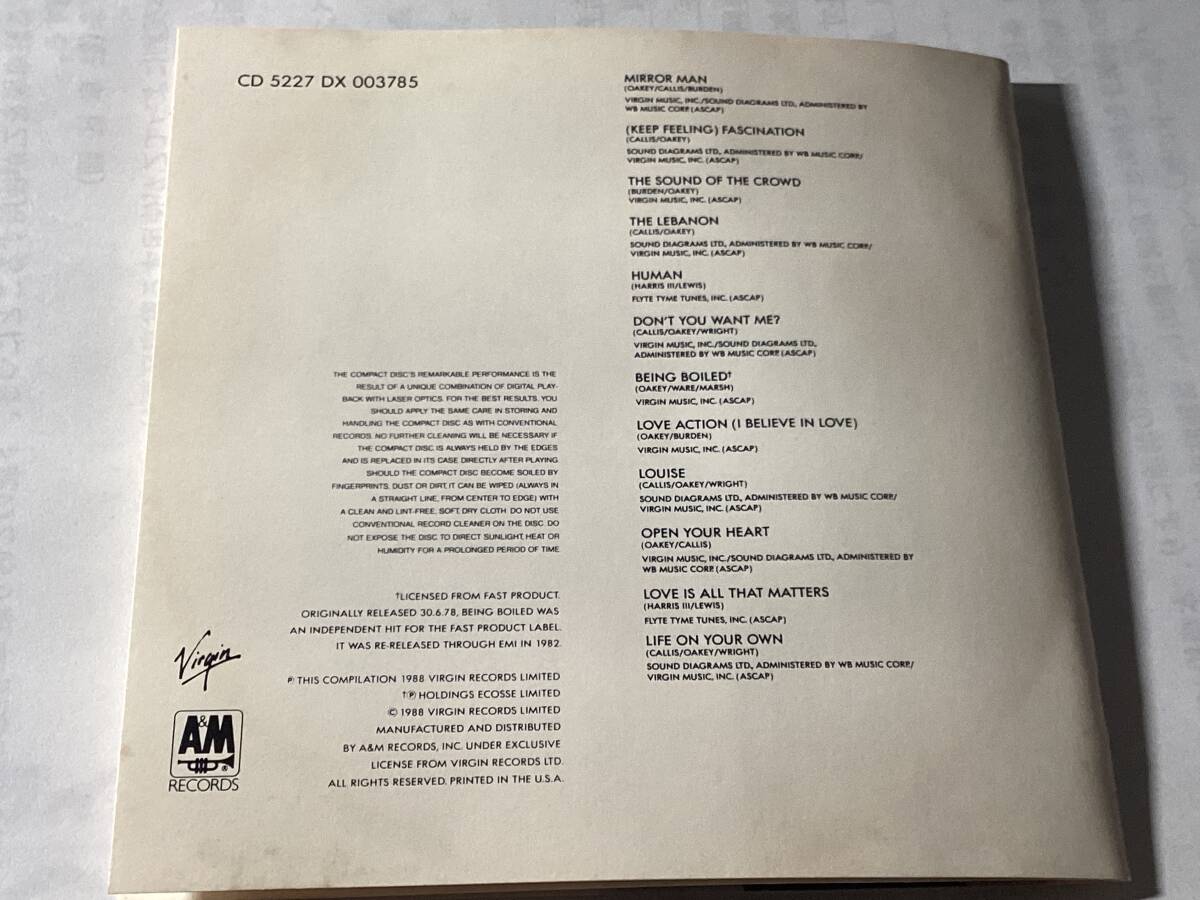 CD 5227 DX 003785
THE COMPACT DISC'S REMARKABLE PERFORMANCE IS THE
RESULT OF A UNIQUE COMBINATION OF DIGITAL PLAY-
BACK WITH LASER OPTICS. FOR THE BEST RESULTS, YOU
SHOULD APPLY THE SAME CARE IN STORING AND
HANDLING THE COMPACT DISC AS WITH CONVENTIONAL
RECORDS. NO FURTHER CLEANING WILL BE NECESSARY IF
THE COMPACT DISC IS ALWAYS HELD BY THE EDGES
AND IS REPLACED IN ITS CASE DIRECTLY AFTER PLAYING
SHOULD THE COMPACT DISC BECOME SOILED BY
FINGERPRINTS, DUST OR DIRT, IT CAN BE WIPED (ALWAYS IN
A STRAIGHT LINE, FROM CENTER TO EDGE) WITH
A CLEAN AND LINT-FREE, SOFT, DRY CLOTH. DO NOT USE
CONVENTIONAL RECORD CLEANER ON THE DISC. DO
NOT EXPOSE THE DISC TO DIRECT SUNLIGHT, HEAT OR
HUMIDITY FOR A PROLONGED PERIOD OF TIME
†LICENSED FROM FAST PRODUCT.
ORIGINALLY RELEASED 30.6.78, BEING BOILED WAS
AN INDEPENDENT HIT FOR THE FAST PRODUCT LABEL.
IT WAS RE-RELEASED THROUGH EMI IN 1982.
℗ THIS COMPILATION 1988 VIRGIN RECORDS LIMITED
†℗ HOLDINGS ECOSSE LIMITED
© 1988 VIRGIN RECORDS LIMITED
MANUFACTURED AND DISTRIBUTED
BY A&M RECORDS, INC. UNDER EXCLUSIVE
LICENSE FROM VIRGIN RECORDS LTD.
ALL RIGHTS RESERVED. PRINTED IN THE U.S.A.
Virgin
A&M
®
RECORDS
MIRROR MAN
(OAKEY/CALLIS/BURDEN)
VIRGIN MUSIC, INC./SOUND DIAGRAMS LTD., ADMINISTERED BY
WB MUSIC CORP. (ASCAP)
(KEEP FEELING) FASCINATION
(CALLIS/OAKEY)
SOUND DIAGRAMS LTD., ADMINISTERED BY WB MUSIC CORP./
VIRGIN MUSIC, INC. (ASCAP)
THE SOUND OF THE CROWD
(BURDEN/OAKEY)
VIRGIN MUSIC, INC. (ASCAP)
THE LEBANON
(CALLIS/OAKEY)
SOUND DIAGRAMS LTD., ADMINISTERED BY WB MUSIC CORP./
VIRGIN MUSIC, INC. (ASCAP)
HUMAN
(HARRIS III/LEWIS)
FLYTE TYME TUNES, INC. (ASCAP)
DON'T YOU WANT ME?
(CALLIS/OAKEY/WRIGHT)
VIRGIN MUSIC, INC./SOUND DIAGRAMS LTD.,
ADMINISTERED BY WB MUSIC CORP. (ASCAP)
BEING BOILED†
(OAKEY/WARE/MARSH)
VIRGIN MUSIC, INC. (ASCAP)
LOVE ACTION (I BELIEVE IN LOVE)
(OAKEY/BURDEN)
VIRGIN MUSIC, INC. (ASCAP)
LOUISE
(CALLIS/OAKEY/WRIGHT)
SOUND DIAGRAMS LTD., ADMINISTERED BY WB MUSIC CORP./
VIRGIN MUSIC, INC. (ASCAP)
OPEN YOUR HEART
(OAKEY/CALLIS)
VIRGIN MUSIC, INC./SOUND DIAGRAMS LTD., ADMINISTERED BY
WB MUSIC CORP. (ASCAP)
LOVE IS ALL THAT MATTERS
(HARRIS III/LEWIS)
FLYTE TYME TUNES, INC. (ASCAP)
LIFE ON YOUR OWN
(CALLIS/OAKEY/WRIGHT)
SOUND DIAGRAMS LTD., ADMINISTERED BY WB MUSIC CORP./
VIRGIN MUSIC, INC. (ASCAP)